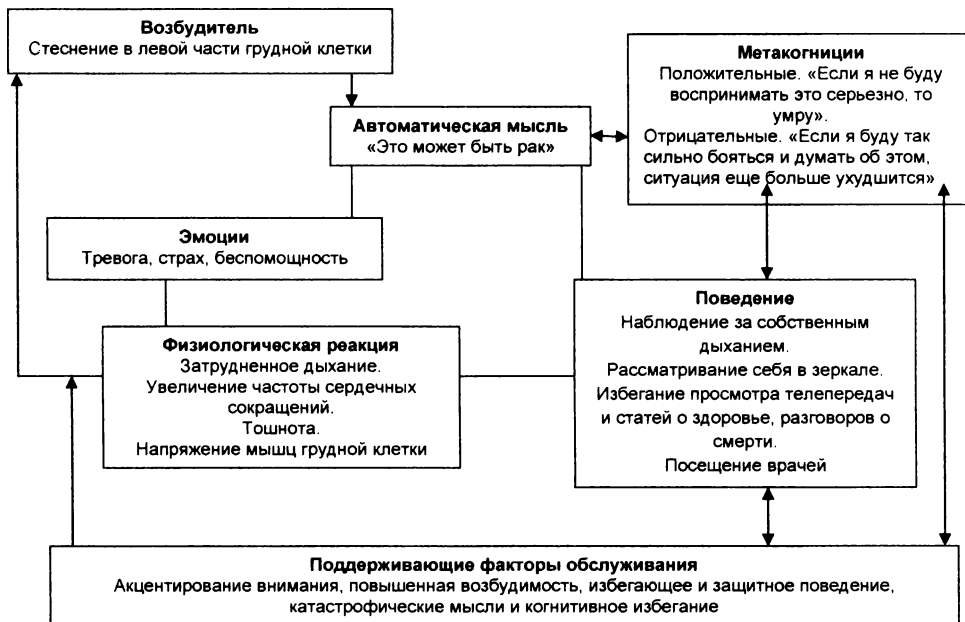 Возбудитель
Стеснение в левой части грудной клетки
Метакогниции
Положительные. «Если я не буду
воспринимать это серьезно, то
умру».
Отрицательные. «Если я буду так
сильно бояться и думать об этом,
ситуация еще больше ухудшится»
Автоматическая мысль
«Это может быть рак»
Эмоции
Тревога, страх, беспомощность
Физиологическая реакция
Затрудненное дыхание.
Увеличение частоты сердечных
сокращений.
Тошнота.
Напряжение мышц грудной клетки
Поведение
Наблюдение за собственным
дыханием.
Рассматривание себя в зеркале.
Избегание просмотра телепередач
и статей о здоровье, разговоров о
смерти.
Посещение врачей
Поддерживающие факторы обслуживания
Акцентирование внимания, повышенная возбудимость, избегающее и защитное поведение,
катастрофические мысли и когнитивное избегание